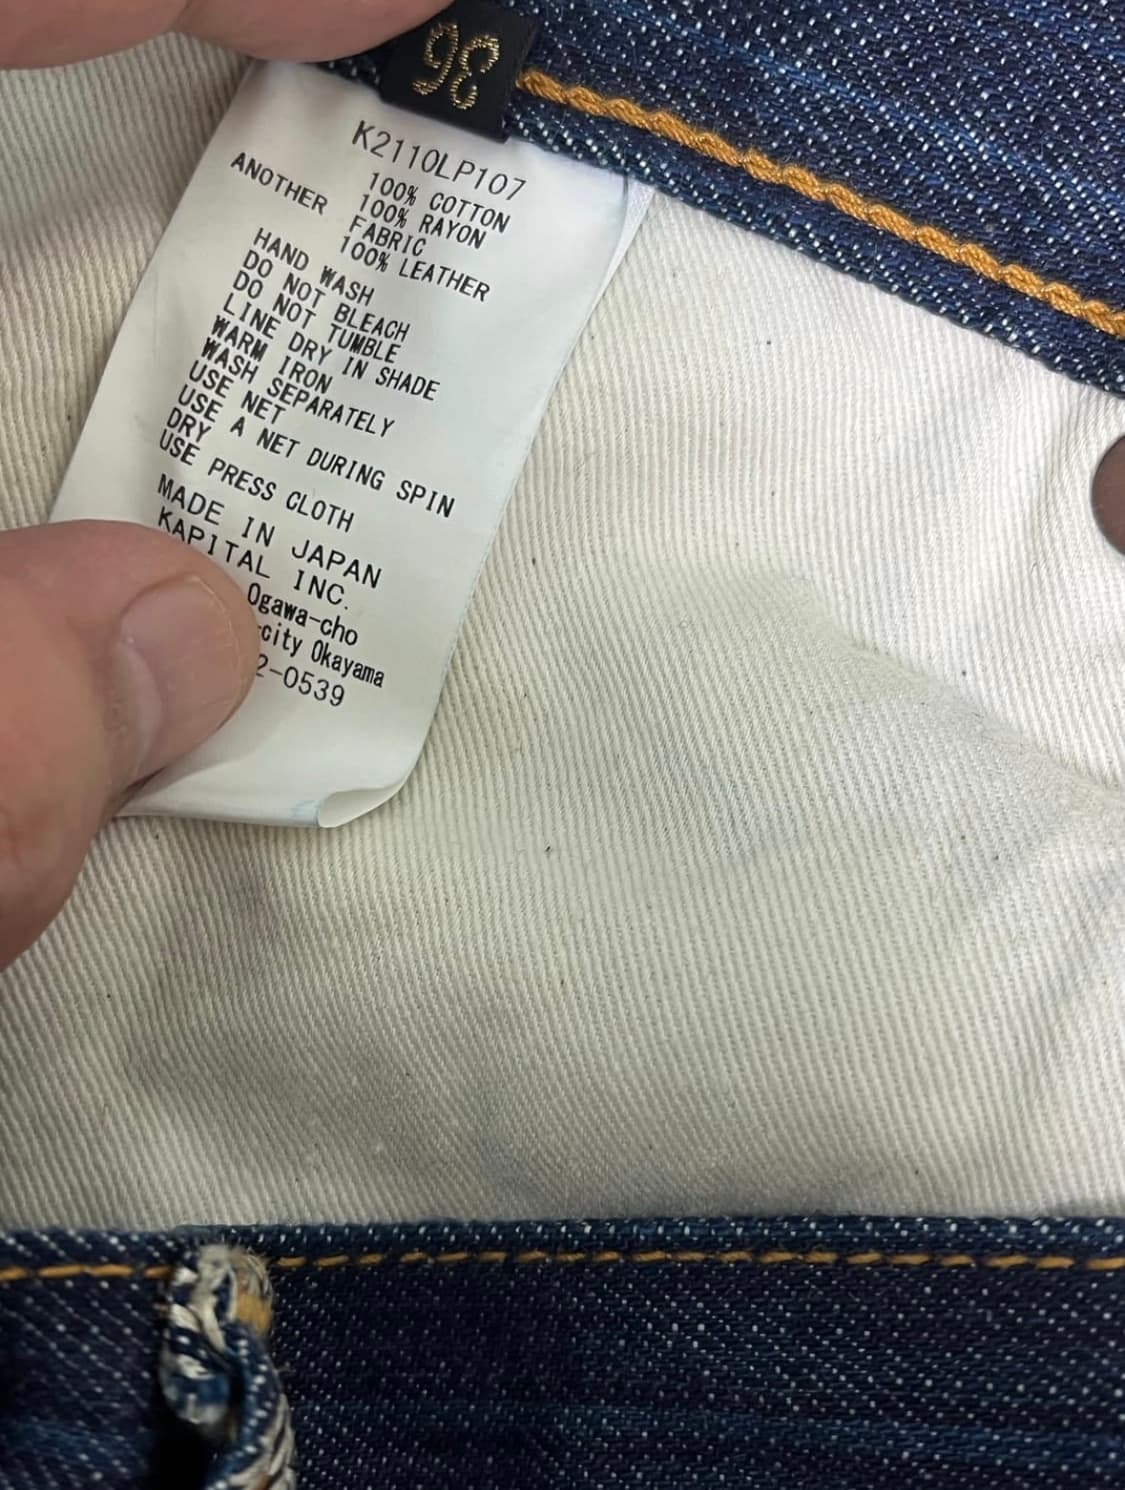 36
K2110LP107
100% COTTON
ANOTHER 100% RAYON
FABRIC
100% LEATHER
HAND WASH
DO NOT BLEACH
DO NOT TUMBLE
LINE DRY IN SHADE
WARM IRON
WASH SEPARATELY
USE NET
USE A NET DURING SPIN
DRY
USE PRESS CLOTH
MADE IN JAPAN
KAPITAL INC.
Ogawa-cho
-city Okayama
2-0539